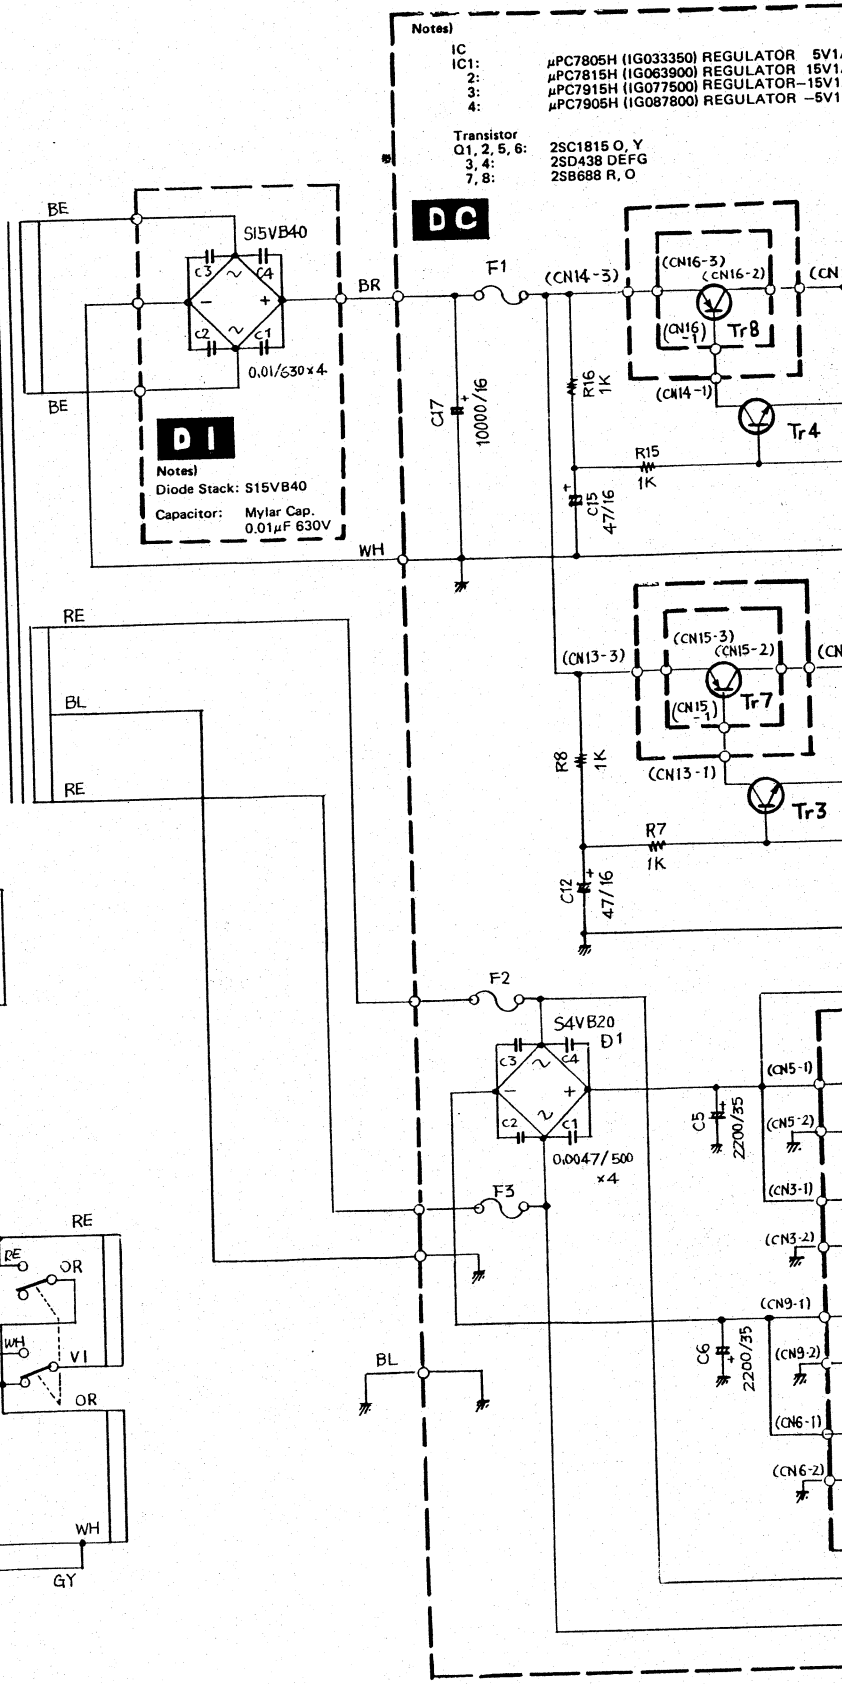 Notes)
IC
IC1: µPC7805H (IG033350) REGULATOR 5V1
2: µPC7815H (IG063900) REGULATOR 15V1
3: µPC7915H (IG077500) REGULATOR-15V1
4: µPC7905H (IG087800) REGULATOR -5V1
Transistor
Q1, 2, 5, 6: 2SC1815 O, Y
3, 4: 2SD438 DEFG
7, 8: 2SB688 R, O
DC
BE
S15VB40
C3
C4
~
-
+
~
C2
C1
0.01/630×4
BE
BR
F1
(CN14-3)
(CN16-3)
(CN16-2)
(CN
(CN16
-1)
Tr8
(CN14-1)
Tr4
R16
1K
C17
+
10000/16
R15
1K
+
C15
47/16
D1
Notes)
Diode Stack: S15VB40
Capacitor: Mylar Cap.
0.01µF 630V
WH
RE
BL
RE
(CN13-3)
(CN15-3)
(CN15-2)
(CN
(CN15
-1)
Tr7
(CN13-1)
Tr3
R8
1K
R7
1K
C12
+
47/16
F2
S4VB20
D1
C3
C4
~
-
+
~
C2
C1
0.0047/500
×4
F3
C5
+
2200/35
(CN5-1)
(CN5-2)
(CN3-1)
(CN3-2)
(CN9-1)
C6
+
2200/35
(CN9-2)
(CN6-1)
(CN6-2)
BL
RE
RE
OR
WH
VI
OR
WH
GY